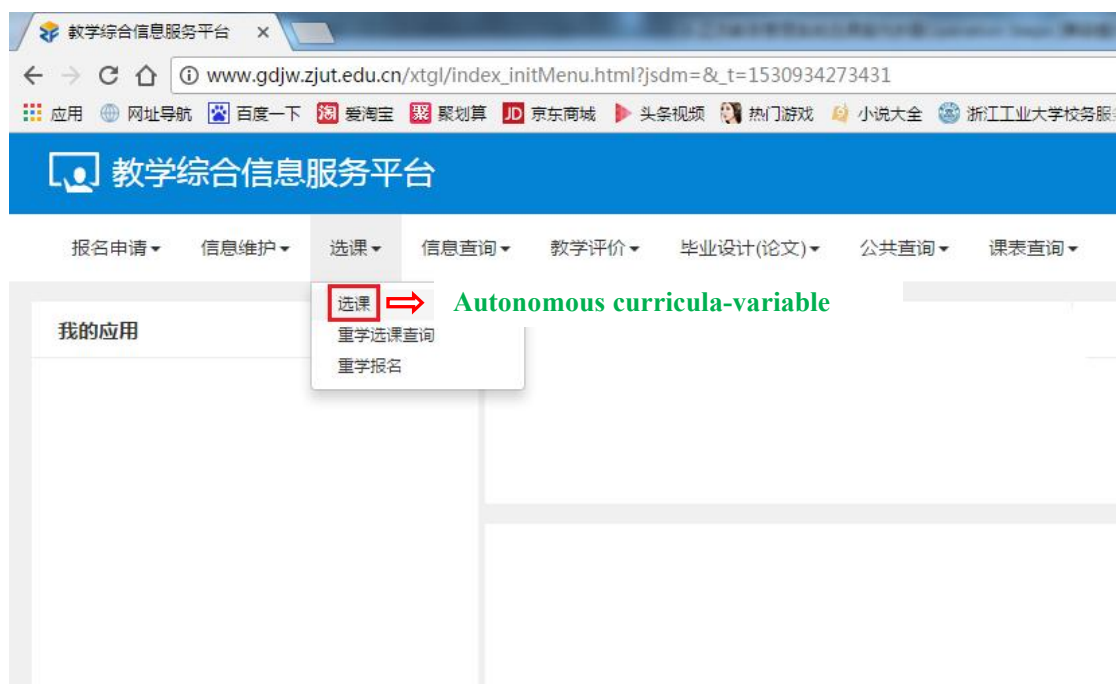 教学综合信息服务平台 ×
www.gdjw.zjut.edu.cn/xtgl/index_initMenu.html?jsdm=&_t=1530934273431
应用 网址导航 百度一下 淘 爱淘宝 聚 聚划算 JD 京东商城 头条视频 热门游戏 小说大全 浙江工业大学校务服
教学综合信息服务平台
报名申请 信息维护 选课 信息查询 教学评价 毕业设计(论文) 公共查询 课表查询
选课 Autonomous curricula-variable
我的应用
重学选课查询
重学报名